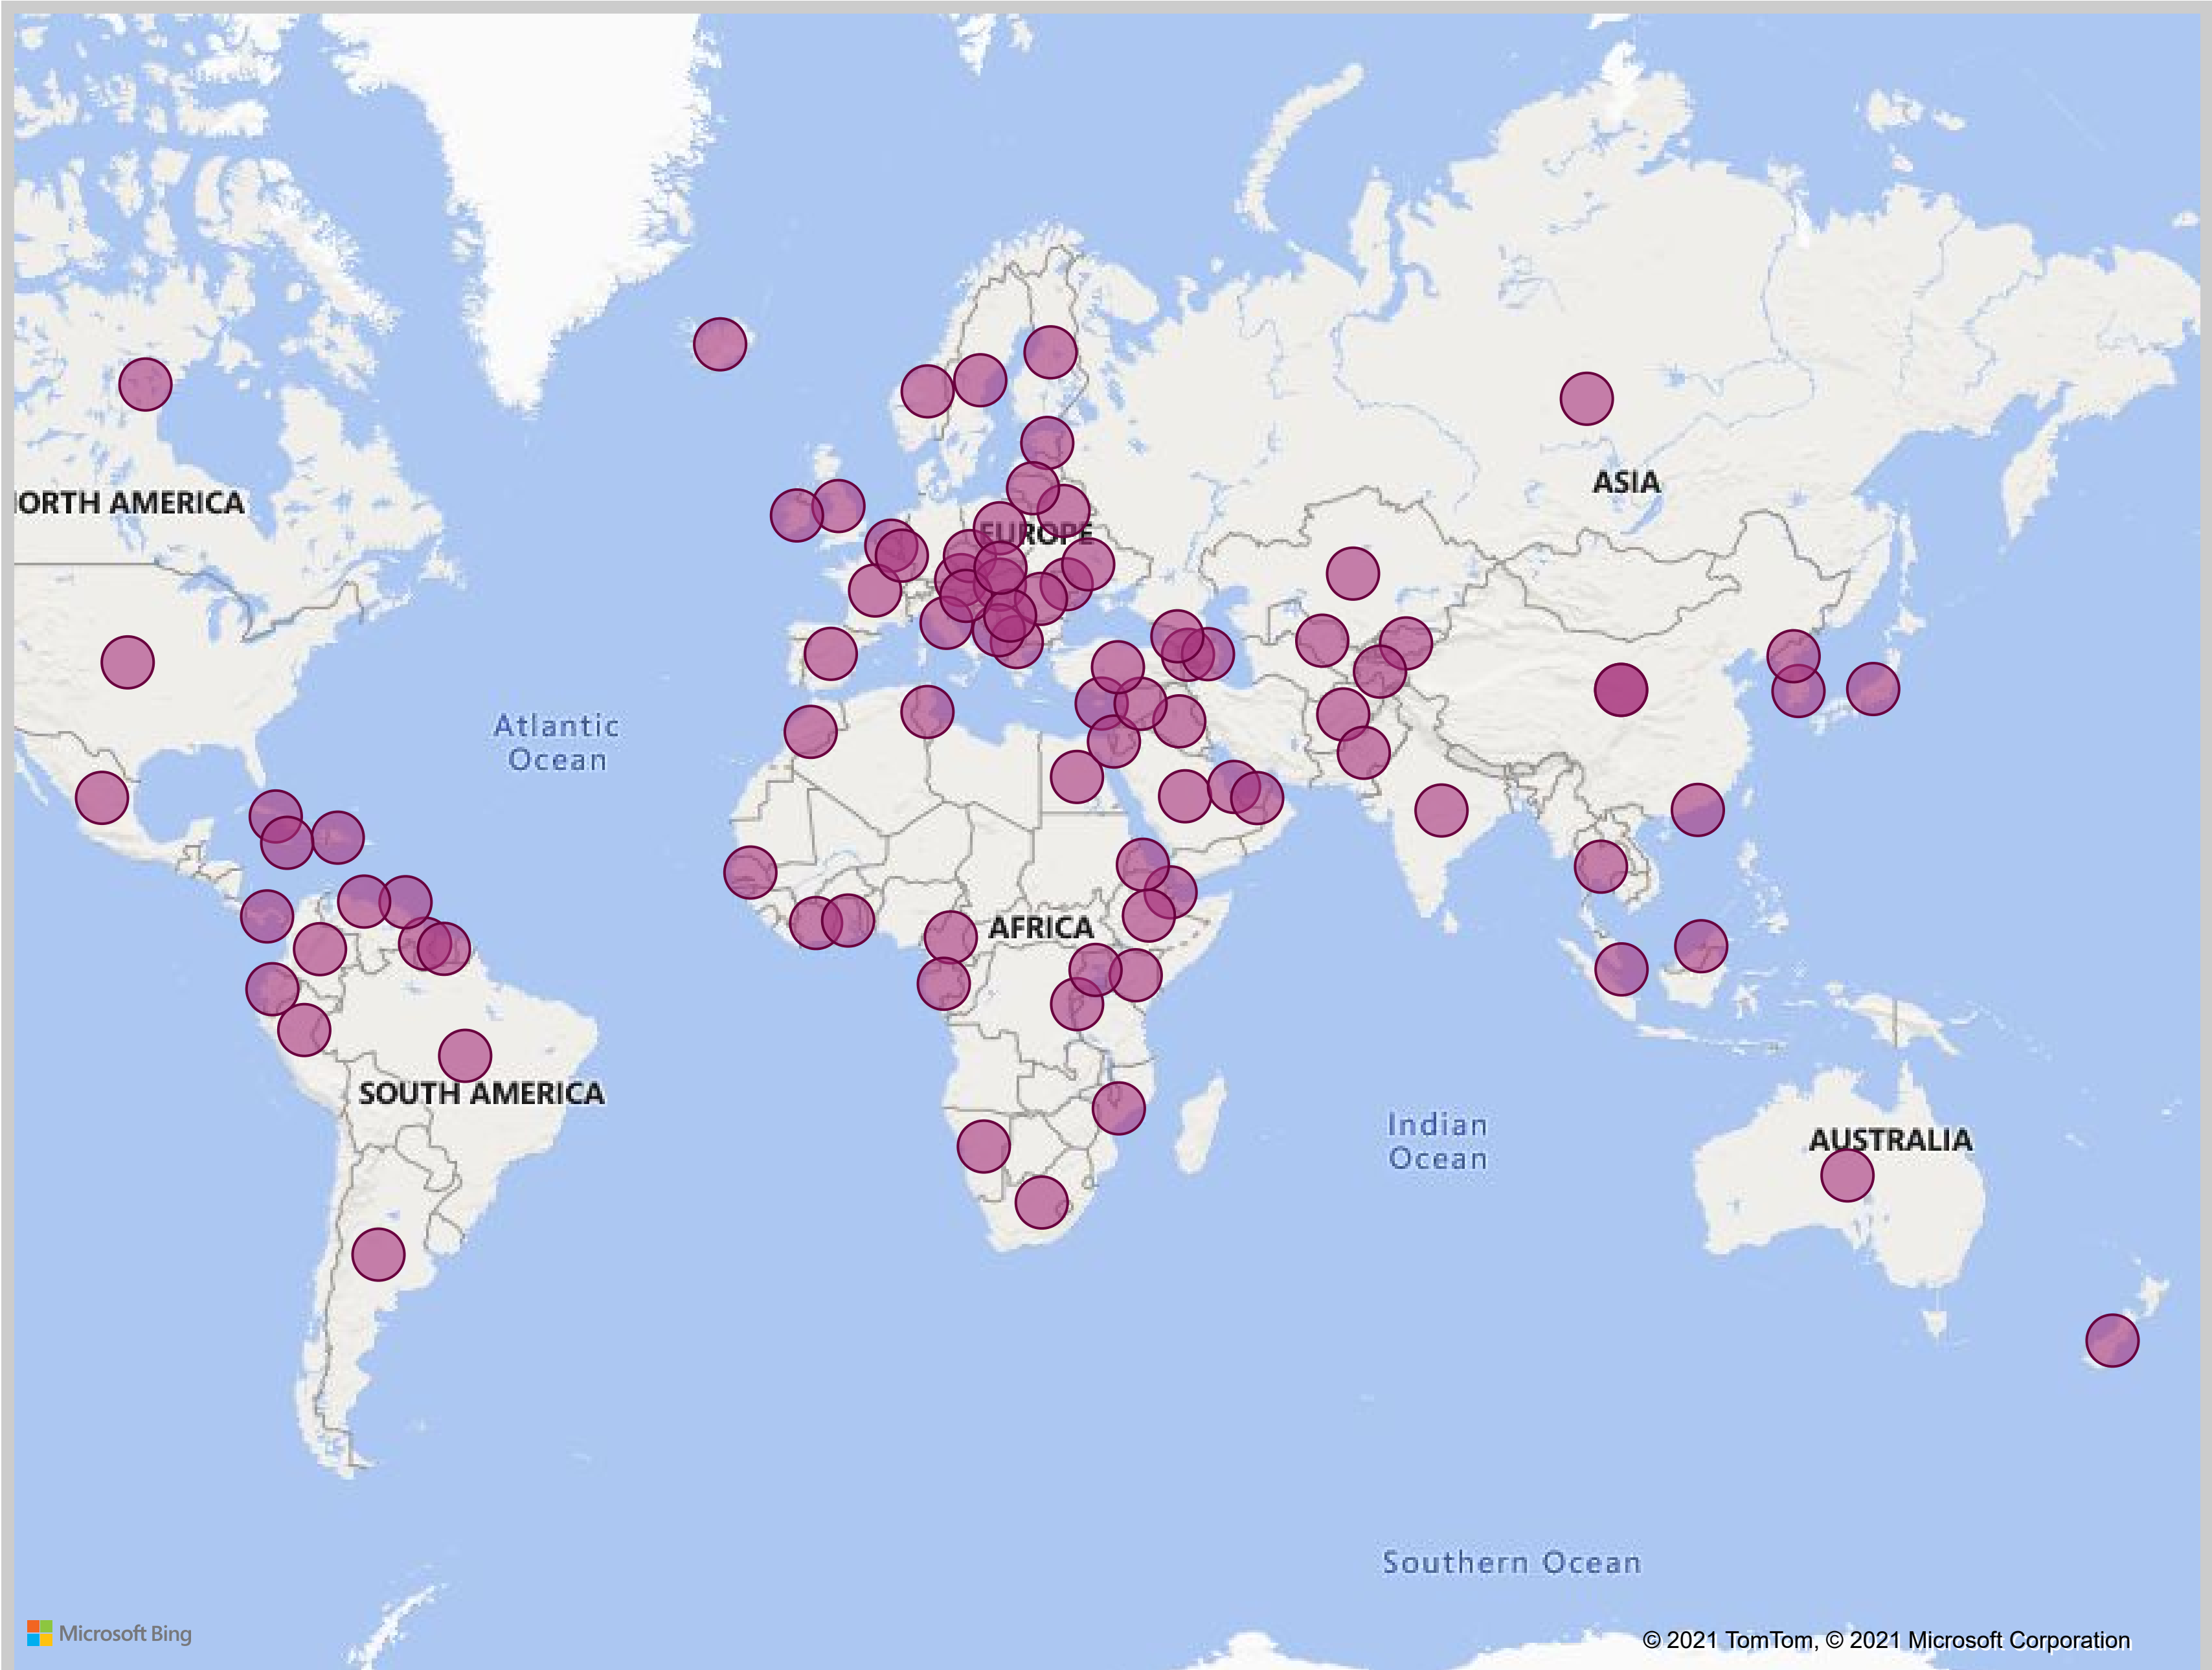 ASIA
ORTH AMERICA
EUROPE
Atlantic
Ocean
AFRICA
SOUTH AMERICA
Indian
Ocean
AUSTRALIA
Southern Ocean
Microsoft Bing
© 2021 TomTom, © 2021 Microsoft Corporation